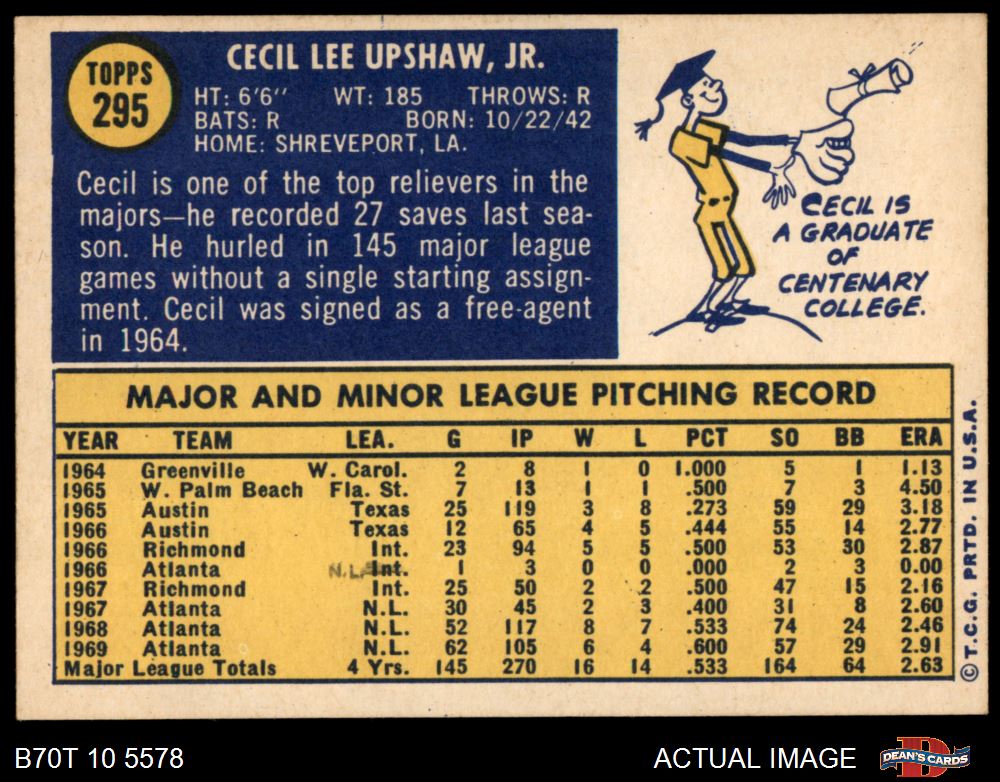 TOPPS
295
CECIL LEE UPSHAW, JR.
HT: 6'6'' WT: 185 THROWS: R
BATS: R BORN: 10/22/42
HOME: SHREVEPORT, LA.
Cecil is one of the top relievers in the
majors—he recorded 27 saves last sea-
son. He hurled in 145 major league
games without a single starting assign-
ment. Cecil was signed as a free-agent
in 1964.
CECIL IS
A GRADUATE
OF
CENTENARY
COLLEGE.
MAJOR AND MINOR LEAGUE PITCHING RECORD
YEAR TEAM LEA. G IP W L PCT SO BB ERA
1964 Greenville W. Carol. 2 8 1 0 1.000 5 1 1.13
1965 W. Palm Beach Fla. St. 7 13 1 1 .500 7 3 4.50
1965 Austin Texas 25 119 3 8 .273 59 29 3.18
1966 Austin Texas 12 65 4 5 .444 55 14 2.77
1966 Richmond Int. 23 94 5 5 .500 53 30 2.87
1966 Atlanta N.L. Int. 1 3 0 0 .000 2 3 0.00
1967 Richmond Int. 25 50 2 2 .500 47 15 2.16
1967 Atlanta N.L. 30 45 2 3 .400 31 8 2.60
1968 Atlanta N.L. 52 117 8 7 .533 74 24 2.46
1969 Atlanta N.L. 62 105 6 4 .600 57 29 2.91
Major League Totals 4 Yrs. 145 270 16 14 .533 164 64 2.63
© T.C.G. PRTD. IN U.S.A.
B70T 10 5578
ACTUAL IMAGE
DEAN'S CARDS